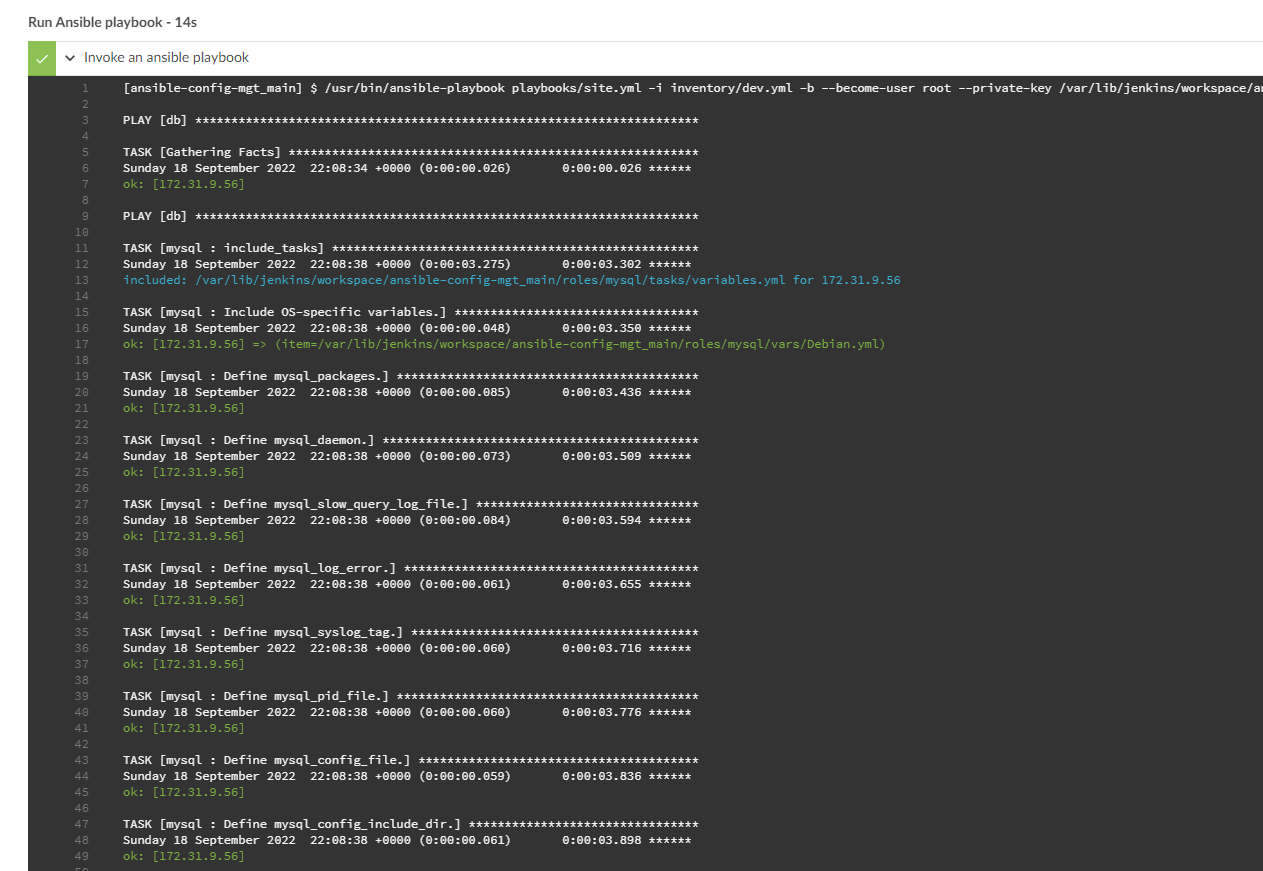 Run Ansible playbook - 14s
Invoke an ansible playbook
1 [ansible-config-mgt_main] $ /usr/bin/ansible-playbook playbooks/site.yml -i inventory/dev.yml -b --become-user root --private-key /var/lib/jenkins/workspace/an
2
3 PLAY [db] **********************************************************************
4
5 TASK [Gathering Facts] *********************************************************
6 Sunday 18 September 2022  22:08:34 +0000 (0:00:00.026)       0:00:00.026 ******
7 ok: [172.31.9.56]
8
9 PLAY [db] **********************************************************************
10
11 TASK [mysql : include_tasks] ***************************************************
12 Sunday 18 September 2022  22:08:38 +0000 (0:00:03.275)       0:00:03.302 ******
13 included: /var/lib/jenkins/workspace/ansible-config-mgt_main/roles/mysql/tasks/variables.yml for 172.31.9.56
14
15 TASK [mysql : Include OS-specific variables.] **********************************
16 Sunday 18 September 2022  22:08:38 +0000 (0:00:00.048)       0:00:03.350 ******
17 ok: [172.31.9.56] => (item=/var/lib/jenkins/workspace/ansible-config-mgt_main/roles/mysql/vars/Debian.yml)
18
19 TASK [mysql : Define mysql_packages.] ******************************************
20 Sunday 18 September 2022  22:08:38 +0000 (0:00:00.085)       0:00:03.436 ******
21 ok: [172.31.9.56]
22
23 TASK [mysql : Define mysql_daemon.] ********************************************
24 Sunday 18 September 2022  22:08:38 +0000 (0:00:00.073)       0:00:03.509 ******
25 ok: [172.31.9.56]
26
27 TASK [mysql : Define mysql_slow_query_log_file.] *******************************
28 Sunday 18 September 2022  22:08:38 +0000 (0:00:00.084)       0:00:03.594 ******
29 ok: [172.31.9.56]
30
31 TASK [mysql : Define mysql_log_error.] *****************************************
32 Sunday 18 September 2022  22:08:38 +0000 (0:00:00.061)       0:00:03.655 ******
33 ok: [172.31.9.56]
34
35 TASK [mysql : Define mysql_syslog_tag.] ****************************************
36 Sunday 18 September 2022  22:08:38 +0000 (0:00:00.060)       0:00:03.716 ******
37 ok: [172.31.9.56]
38
39 TASK [mysql : Define mysql_pid_file.] ******************************************
40 Sunday 18 September 2022  22:08:38 +0000 (0:00:00.060)       0:00:03.776 ******
41 ok: [172.31.9.56]
42
43 TASK [mysql : Define mysql_config_file.] ***************************************
44 Sunday 18 September 2022  22:08:38 +0000 (0:00:00.059)       0:00:03.836 ******
45 ok: [172.31.9.56]
46
47 TASK [mysql : Define mysql_config_include_dir.] ********************************
48 Sunday 18 September 2022  22:08:38 +0000 (0:00:00.061)       0:00:03.898 ******
49 ok: [172.31.9.56]